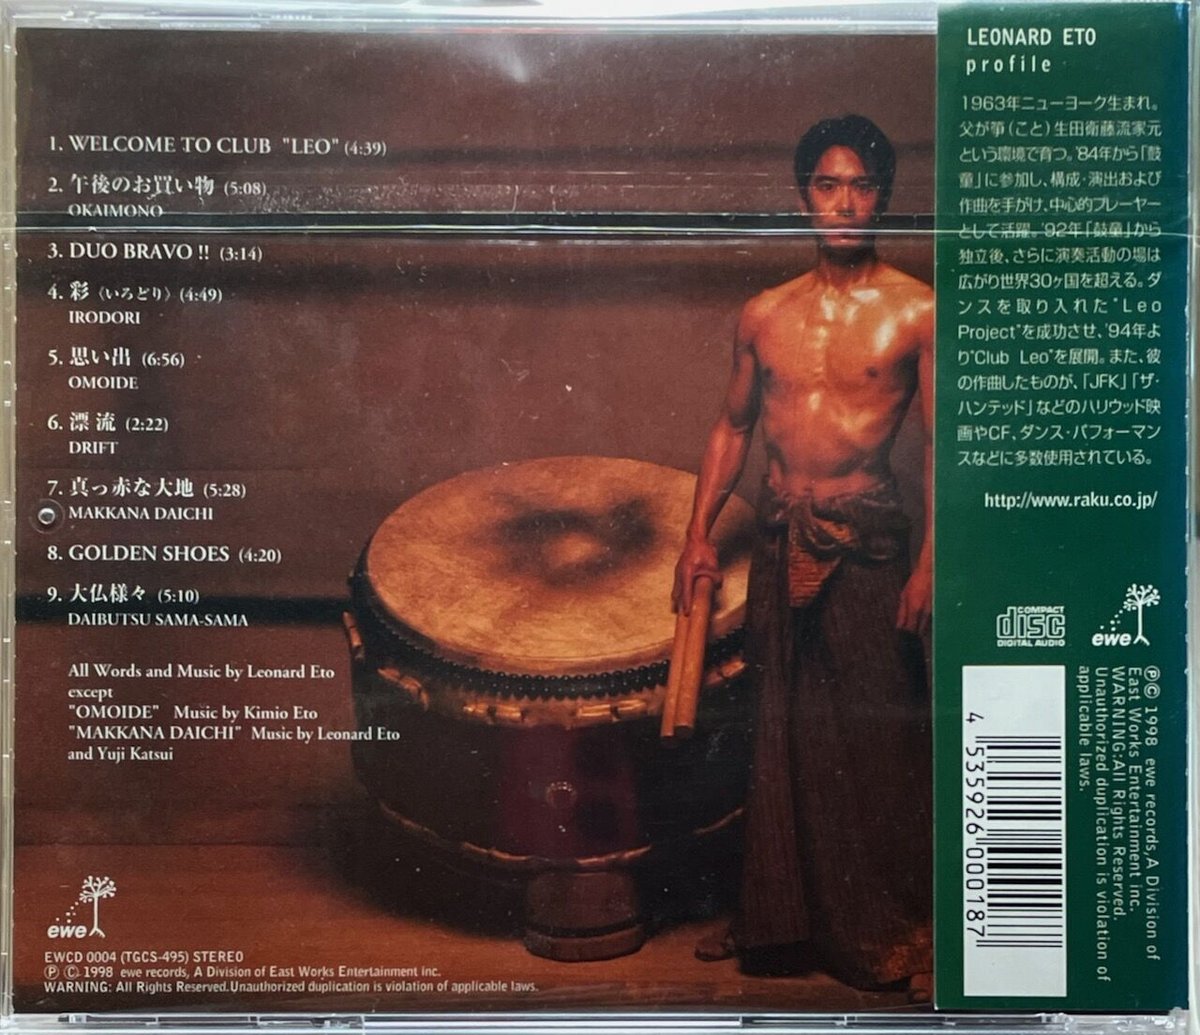 1. WELCOME TO CLUB "LEO" (4:39)
2. 午後のお買い物 (5:08)
OKAIMONO
3. DUO BRAVO !! (3:14)
4. 彩〈いろどり〉(4:49)
IRODORI
5. 思い出 (6:56)
OMOIDE
6. 漂 流 (2:22)
DRIFT
7. 真っ赤な大地 (5:28)
MAKKANA DAICHI
8. GOLDEN SHOES (4:20)
9. 大仏様々 (5:10)
DAIBUTSU SAMA-SAMA
All Words and Music by Leonard Eto
except
"OMOIDE" Music by Kimio Eto
"MAKKANA DAICHI" Music by Leonard Eto
and Yuji Katsui
ewe
EWCD 0004 (TGCS-495) STEREO
Ⓟ Ⓒ 1998 ewe records, A Division of East Works Entertainment inc.
WARNING: All Rights Reserved.Unauthorized duplication is violation of applicable laws.
LEONARD ETO
profile
1963年ニューヨーク生まれ。
父が箏(こと)生田衛藤流家元
という環境で育つ。'84年から「鼓
童」に参加し、構成・演出および
作曲を手がけ、中心的プレーヤー
として活躍。'92年「鼓童」から
独立後、さらに演奏活動の場は
広がり世界30ヶ国を超える。ダ
ンスを取り入れた"Leo
Project"を成功させ、'94年よ
り"Club Leo"を展開。また、彼
の作曲したものが、「JFK」「ザ・
ハンテッド」などのハリウッド映
画やCF、ダンス・パフォーマン
スなどに多数使用されている。
http://www.raku.co.jp/
COMPACT
disc
DIGITAL AUDIO
ewe
4 535926 000187
ⓅⒸ 1998 ewe records,A Division of
East Works Entertainment inc.
WARNING:All Rights Reserved.
Unauthorized duplication is violation of
applicable laws.